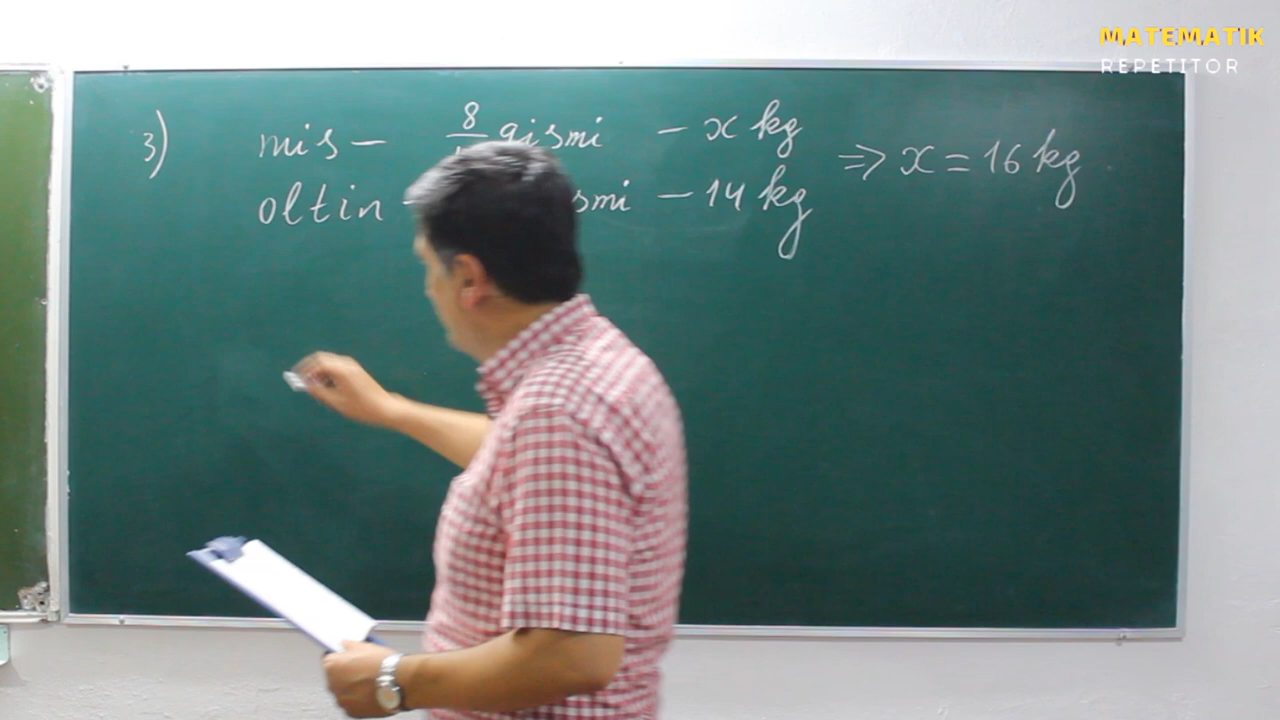 MATEMATIK
REPETITOR
3) mis – 8 qismi – x kg
oltin – smi – 14 kg
⇒ x = 16 kg